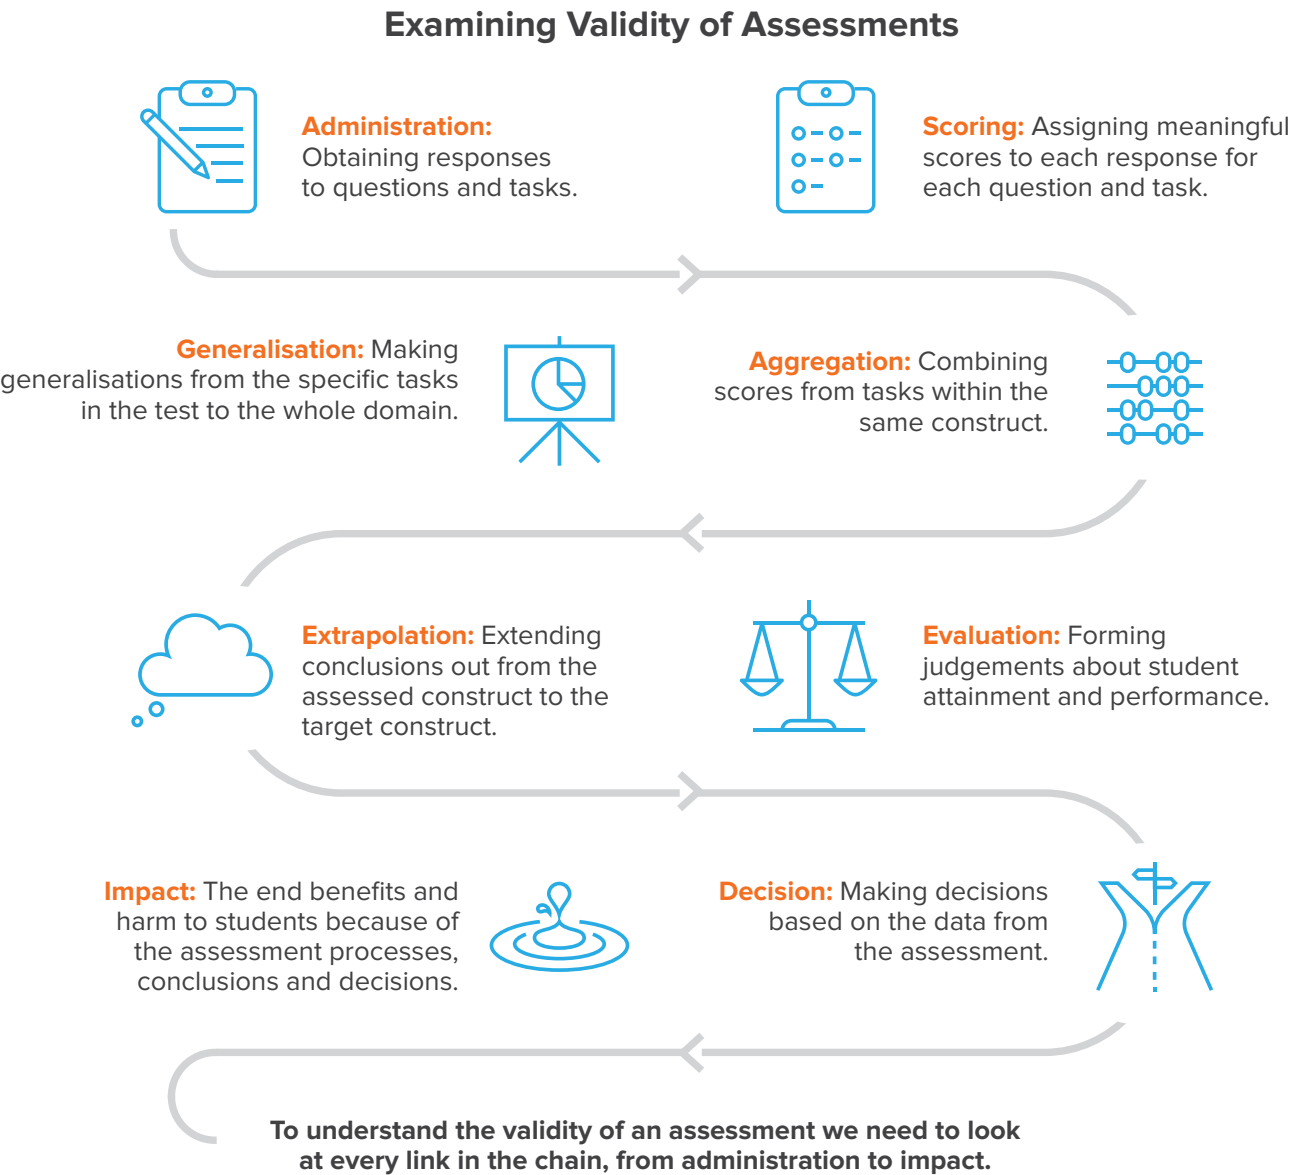 Examining Validity of Assessments
Administration:
Obtaining responses
to questions and tasks.
Scoring: Assigning meaningful
scores to each response for
each question and task.
Aggregation: Combining
scores from tasks within the
same construct.
Generalisation: Making
generalisations from the specific tasks
in the test to the whole domain.
Extrapolation: Extending
conclusions out from the
assessed construct to the
target construct.
Evaluation: Forming
judgements about student
attainment and performance.
Decision: Making decisions
based on the data from
the assessment.
Impact: The end benefits and
harm to students because of
the assessment processes,
conclusions and decisions.
To understand the validity of an assessment we need to look
at every link in the chain, from administration to impact.